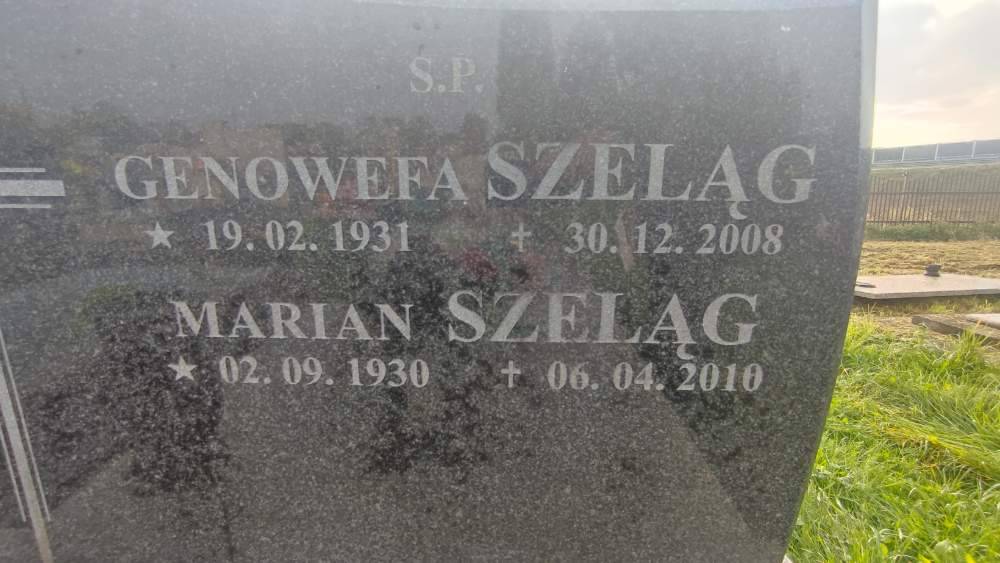 S.P.
GENOWEFA SZELĄG
★ 19. 02. 1931 ✝ 30. 12. 2008
MARIAN SZELĄG
★ 02. 09. 1930 ✝ 06. 04. 2010